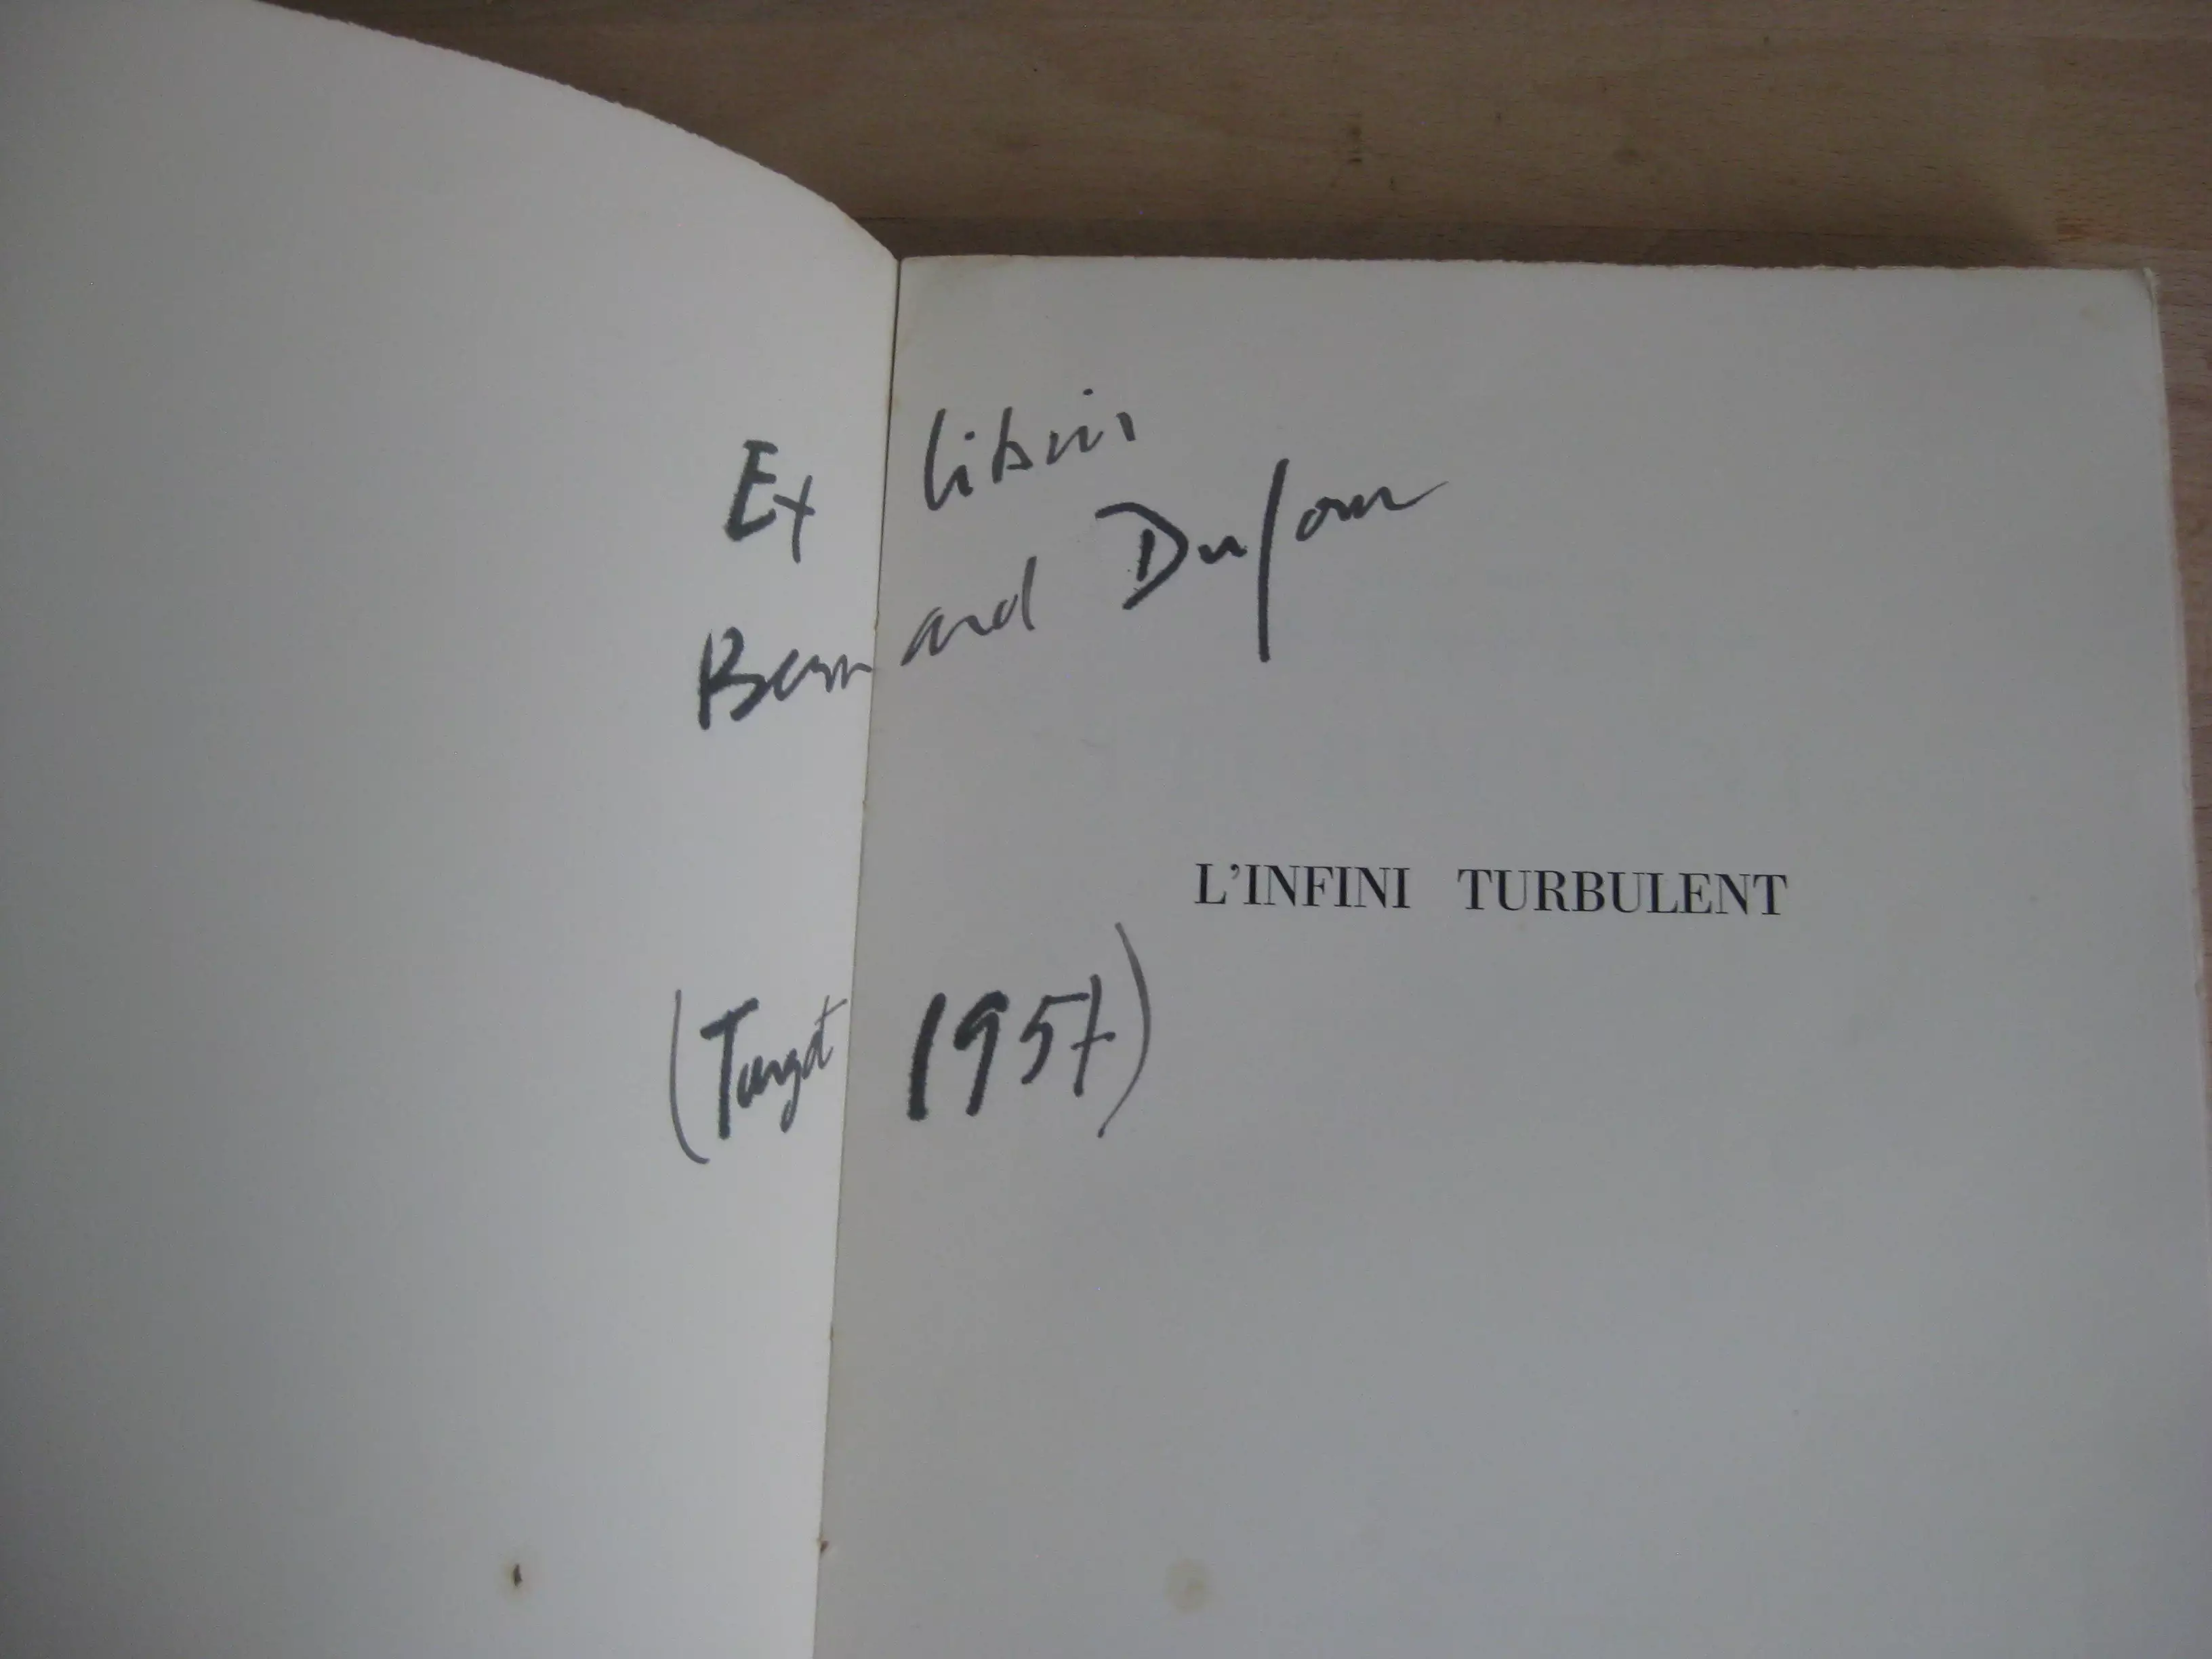 Ex libris
Bernard Dufour
L'INFINI TURBULENT
(Turgot 1957)